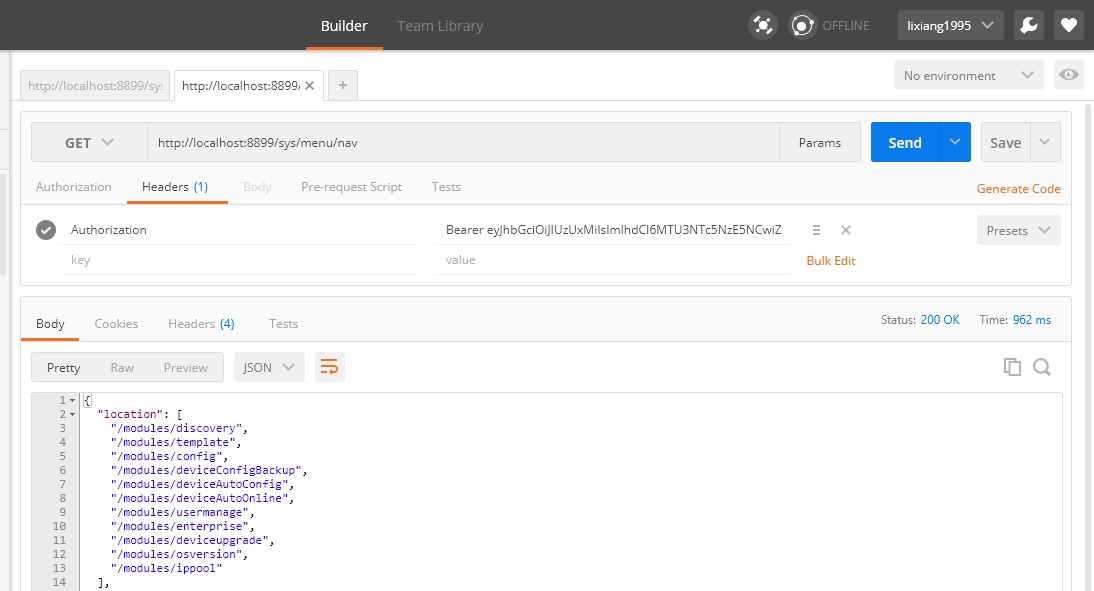 Builder Team Library OFFLINE lixiang1995
http://localhost:8899/sy: http://localhost:8899, + No environment
GET http://localhost:8899/sys/menu/nav Params Send Save
Authorization Headers (1) Body Pre-request Script Tests Generate Code
Authorization Bearer eyJhbGciOiJIUzUxMiIsImlhdCI6MTU3NTc5NzE5NCwiZ Presets
key value Bulk Edit
Body Cookies Headers (4) Tests Status: 200 OK Time: 962 ms
Pretty Raw Preview JSON
1 {
2 "location": [
3 "/modules/discovery",
4 "/modules/template",
5 "/modules/config",
6 "/modules/deviceConfigBackup",
7 "/modules/deviceAutoConfig",
8 "/modules/deviceAutoOnline",
9 "/modules/usermanage",
10 "/modules/enterprise",
11 "/modules/deviceupgrade",
12 "/modules/osversion",
13 "/modules/ippool"
14 ],